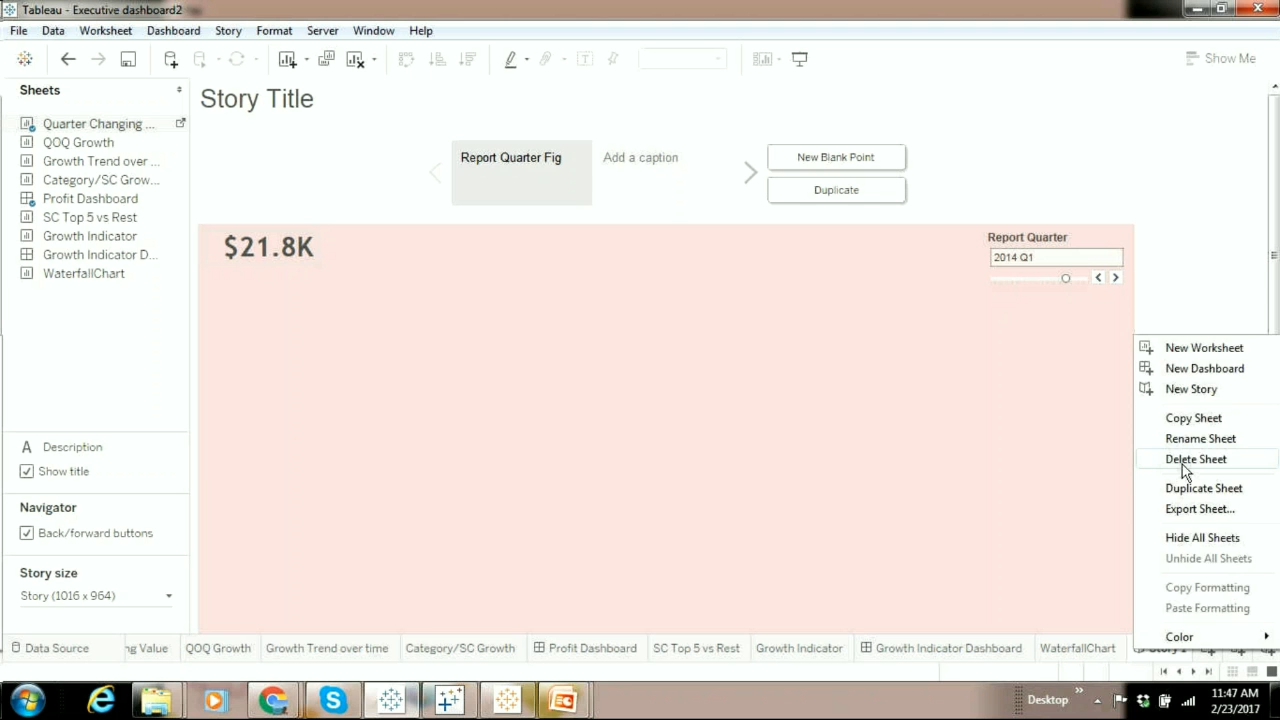 Tableau - Executive dashboard2
File Data Worksheet Dashboard Story Format Server Window Help
Show Me
Sheets
Quarter Changing ...
QOQ Growth
Growth Trend over ...
Category/SC Grow...
Profit Dashboard
SC Top 5 vs Rest
Growth Indicator
Growth Indicator D...
WaterfallChart
A Description
Show title
Navigator
Back/forward buttons
Story size
Story (1016 x 964)
Story Title
Report Quarter Fig
Add a caption
New Blank Point
Duplicate
$21.8K
Report Quarter
2014 Q1
New Worksheet
New Dashboard
New Story
Copy Sheet
Rename Sheet
Delete Sheet
Duplicate Sheet
Export Sheet...
Hide All Sheets
Unhide All Sheets
Copy Formatting
Paste Formatting
Color
Data Source ng Value QOQ Growth Growth Trend over time Category/SC Growth Profit Dashboard SC Top 5 vs Rest Growth Indicator Growth Indicator Dashboard WaterfallChart Story 1
Desktop
11:47 AM
2/23/2017